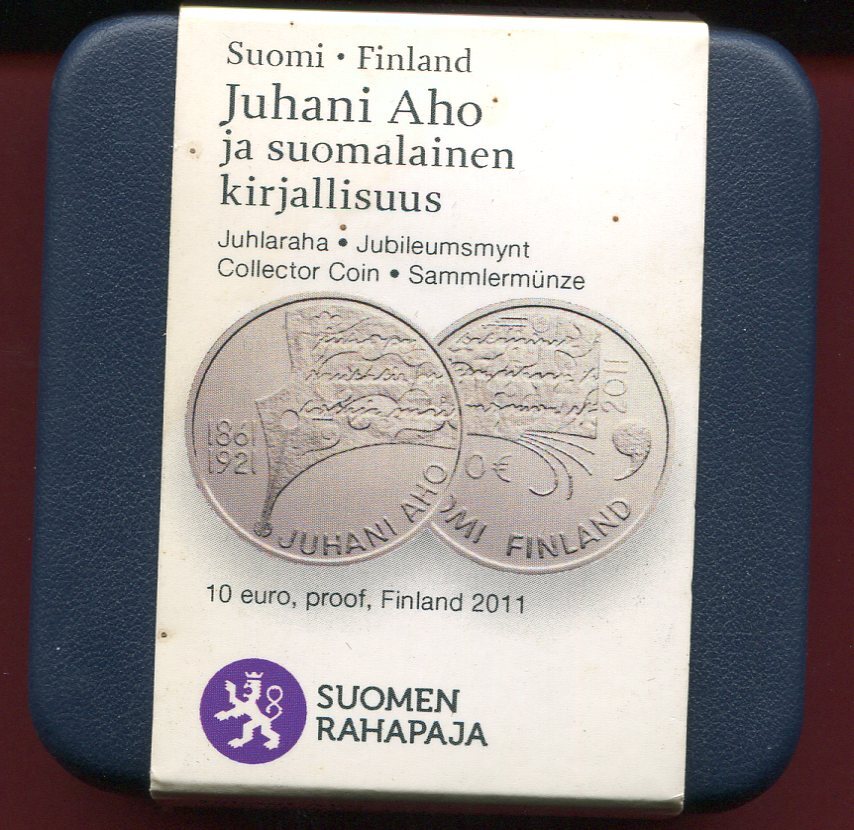 Suomi • Finland
Juhani Aho
ja suomalainen
kirjallisuus
Juhlaraha • Jubileumsmynt
Collector Coin • Sammlermünze
1861
1921
JUHANI AHO
2011
0€
OMI FINLAND
10 euro, proof, Finland 2011
SUOMEN
RAHAPAJA